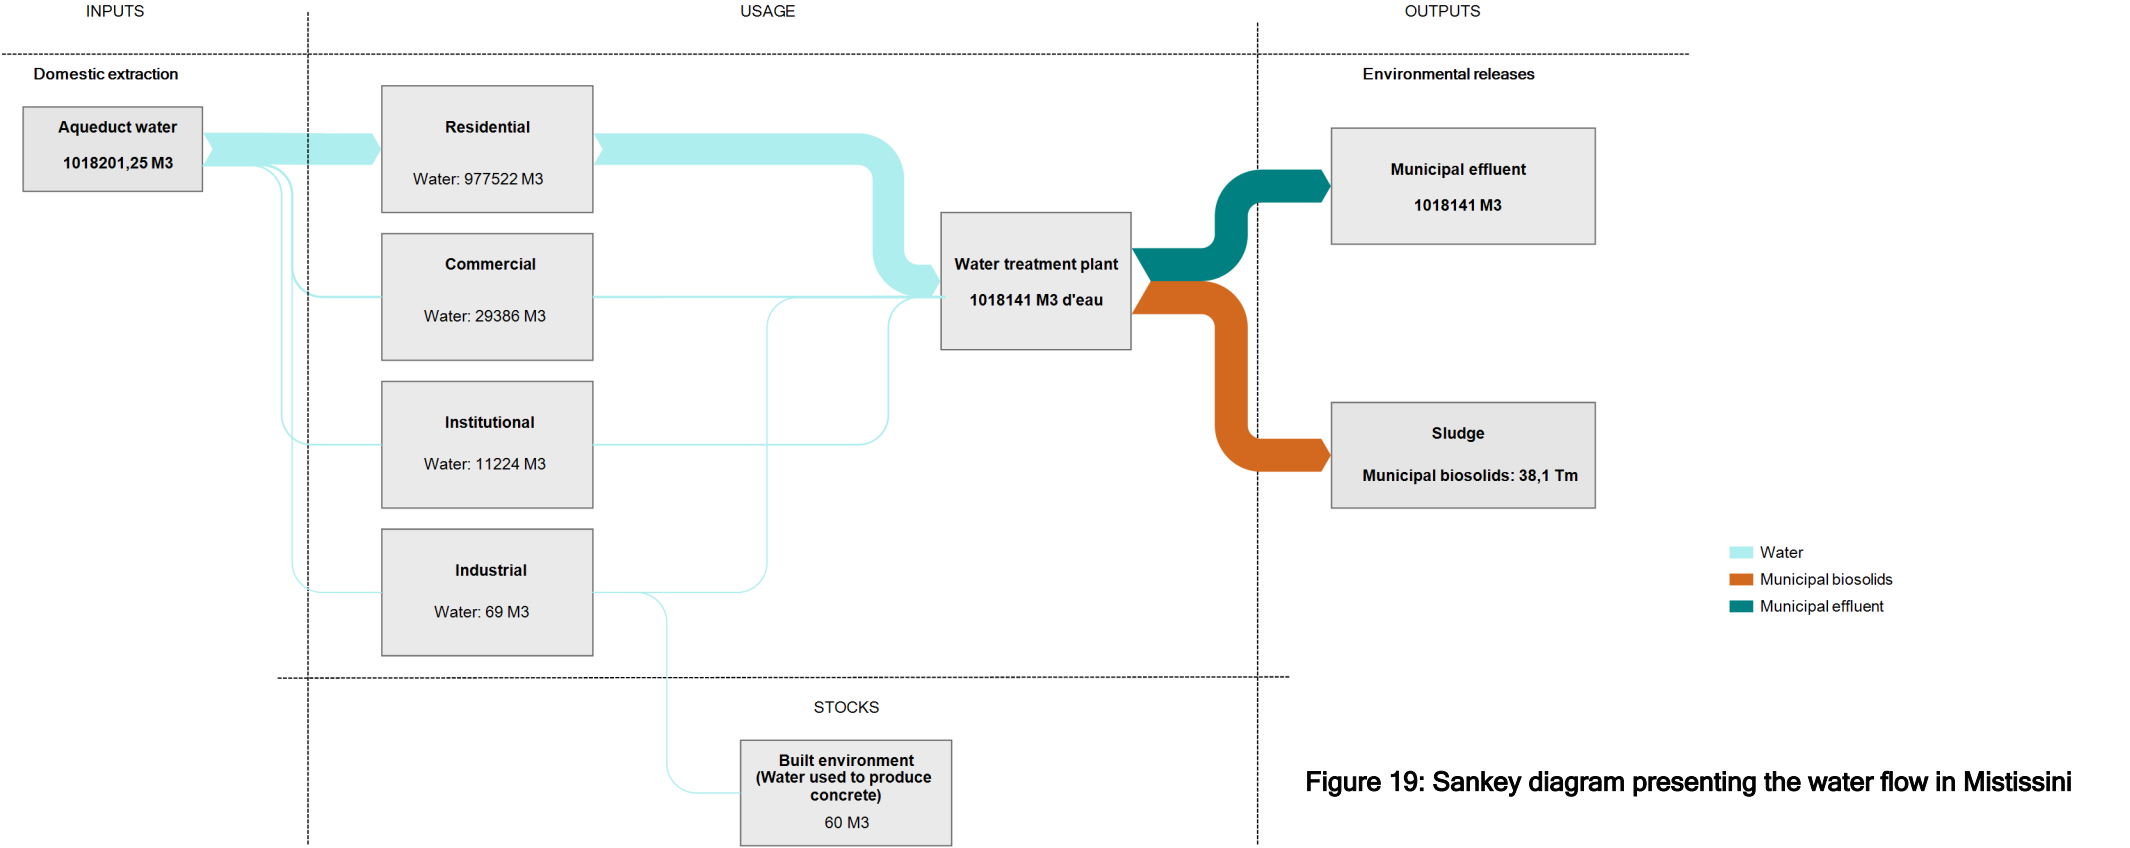 INPUTS
USAGE
OUTPUTS
Domestic extraction
Environmental releases
Aqueduct water
1018201,25 M3
Residential
Water: 977522 M3
Commercial
Water: 29386 M3
Institutional
Water: 11224 M3
Industrial
Water: 69 M3
Water treatment plant
1018141 M3 d'eau
Municipal effluent
1018141 M3
Sludge
Municipal biosolids: 38,1 Tm
Water
Municipal biosolids
Municipal effluent
STOCKS
Built environment
(Water used to produce
concrete)
60 M3
Figure 19: Sankey diagram presenting the water flow in Mistissini